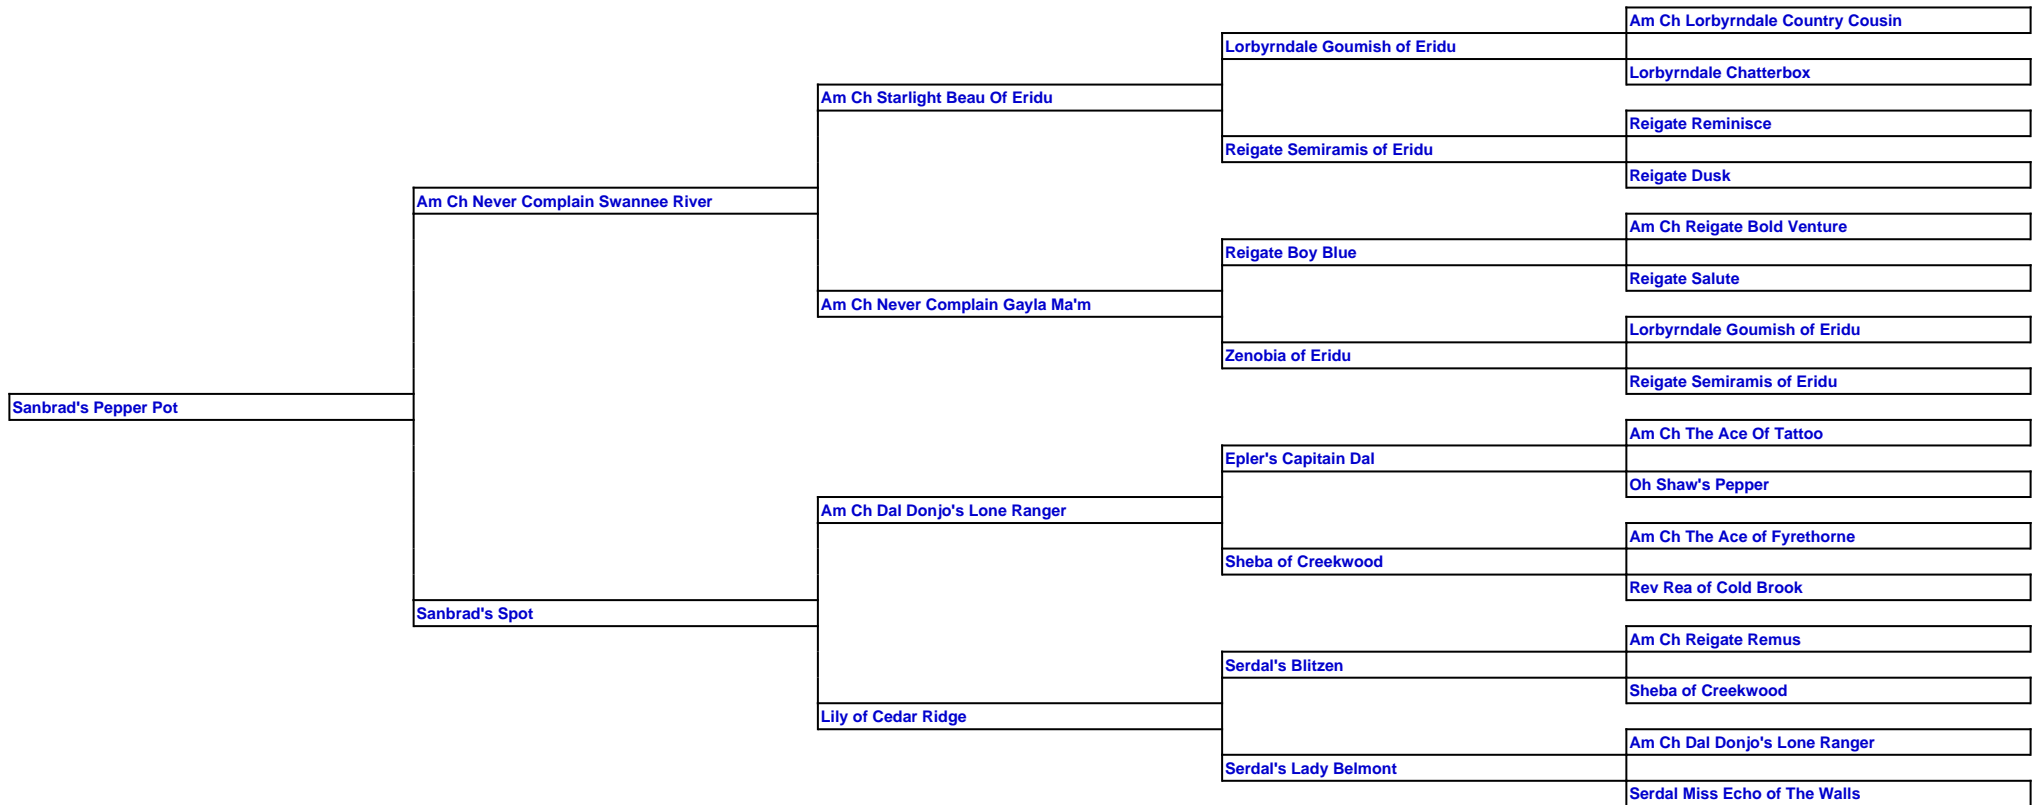 Am Ch Lorbyrndale Country Cousin
Lorbyrndale Goumish of Eridu
Lorbyrndale Chatterbox
Am Ch Starlight Beau Of Eridu
Reigate Reminisce
Reigate Semiramis of Eridu
Reigate Dusk
Am Ch Never Complain Swannee River
Am Ch Reigate Bold Venture
Reigate Boy Blue
Reigate Salute
Am Ch Never Complain Gayla Ma'm
Lorbyrndale Goumish of Eridu
Zenobia of Eridu
Reigate Semiramis of Eridu
Sanbrad's Pepper Pot
Am Ch The Ace Of Tattoo
Epler's Capitain Dal
Oh Shaw's Pepper
Am Ch Dal Donjo's Lone Ranger
Am Ch The Ace of Fyrethorne
Sheba of Creekwood
Rev Rea of Cold Brook
Sanbrad's Spot
Am Ch Reigate Remus
Serdal's Blitzen
Sheba of Creekwood
Lily of Cedar Ridge
Am Ch Dal Donjo's Lone Ranger
Serdal's Lady Belmont
Serdal Miss Echo of The Walls